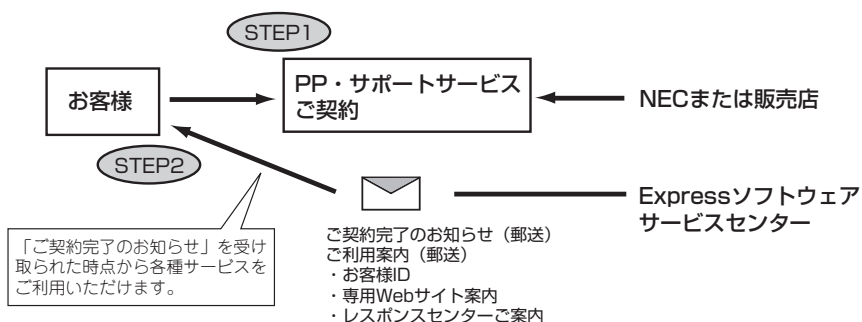 STEP1
お客様
PP・サポートサービス
ご契約
NECまたは販売店
STEP2
Expressソフトウェア
サービスセンター
「ご契約完了のお知らせ」を受け
取られた時点から各種サービスを
ご利用いただけます。
ご契約完了のお知らせ（郵送）
ご利用案内（郵送）
・お客様ID
・専用Webサイト案内
・レスポンスセンターご案内